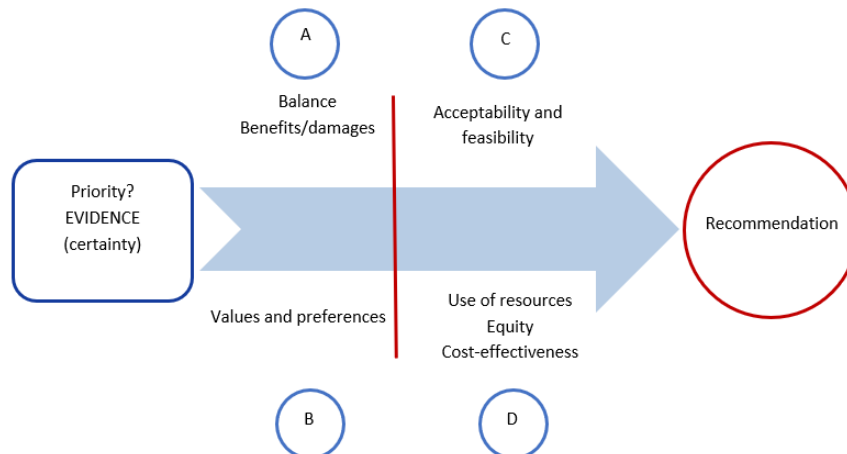 A
C
Balance
Benefits/damages
Acceptability and
feasibility
Priority?
EVIDENCE
(certainty)
Recommendation
Values and preferences
Use of resources
Equity
Cost-effectiveness
B
D